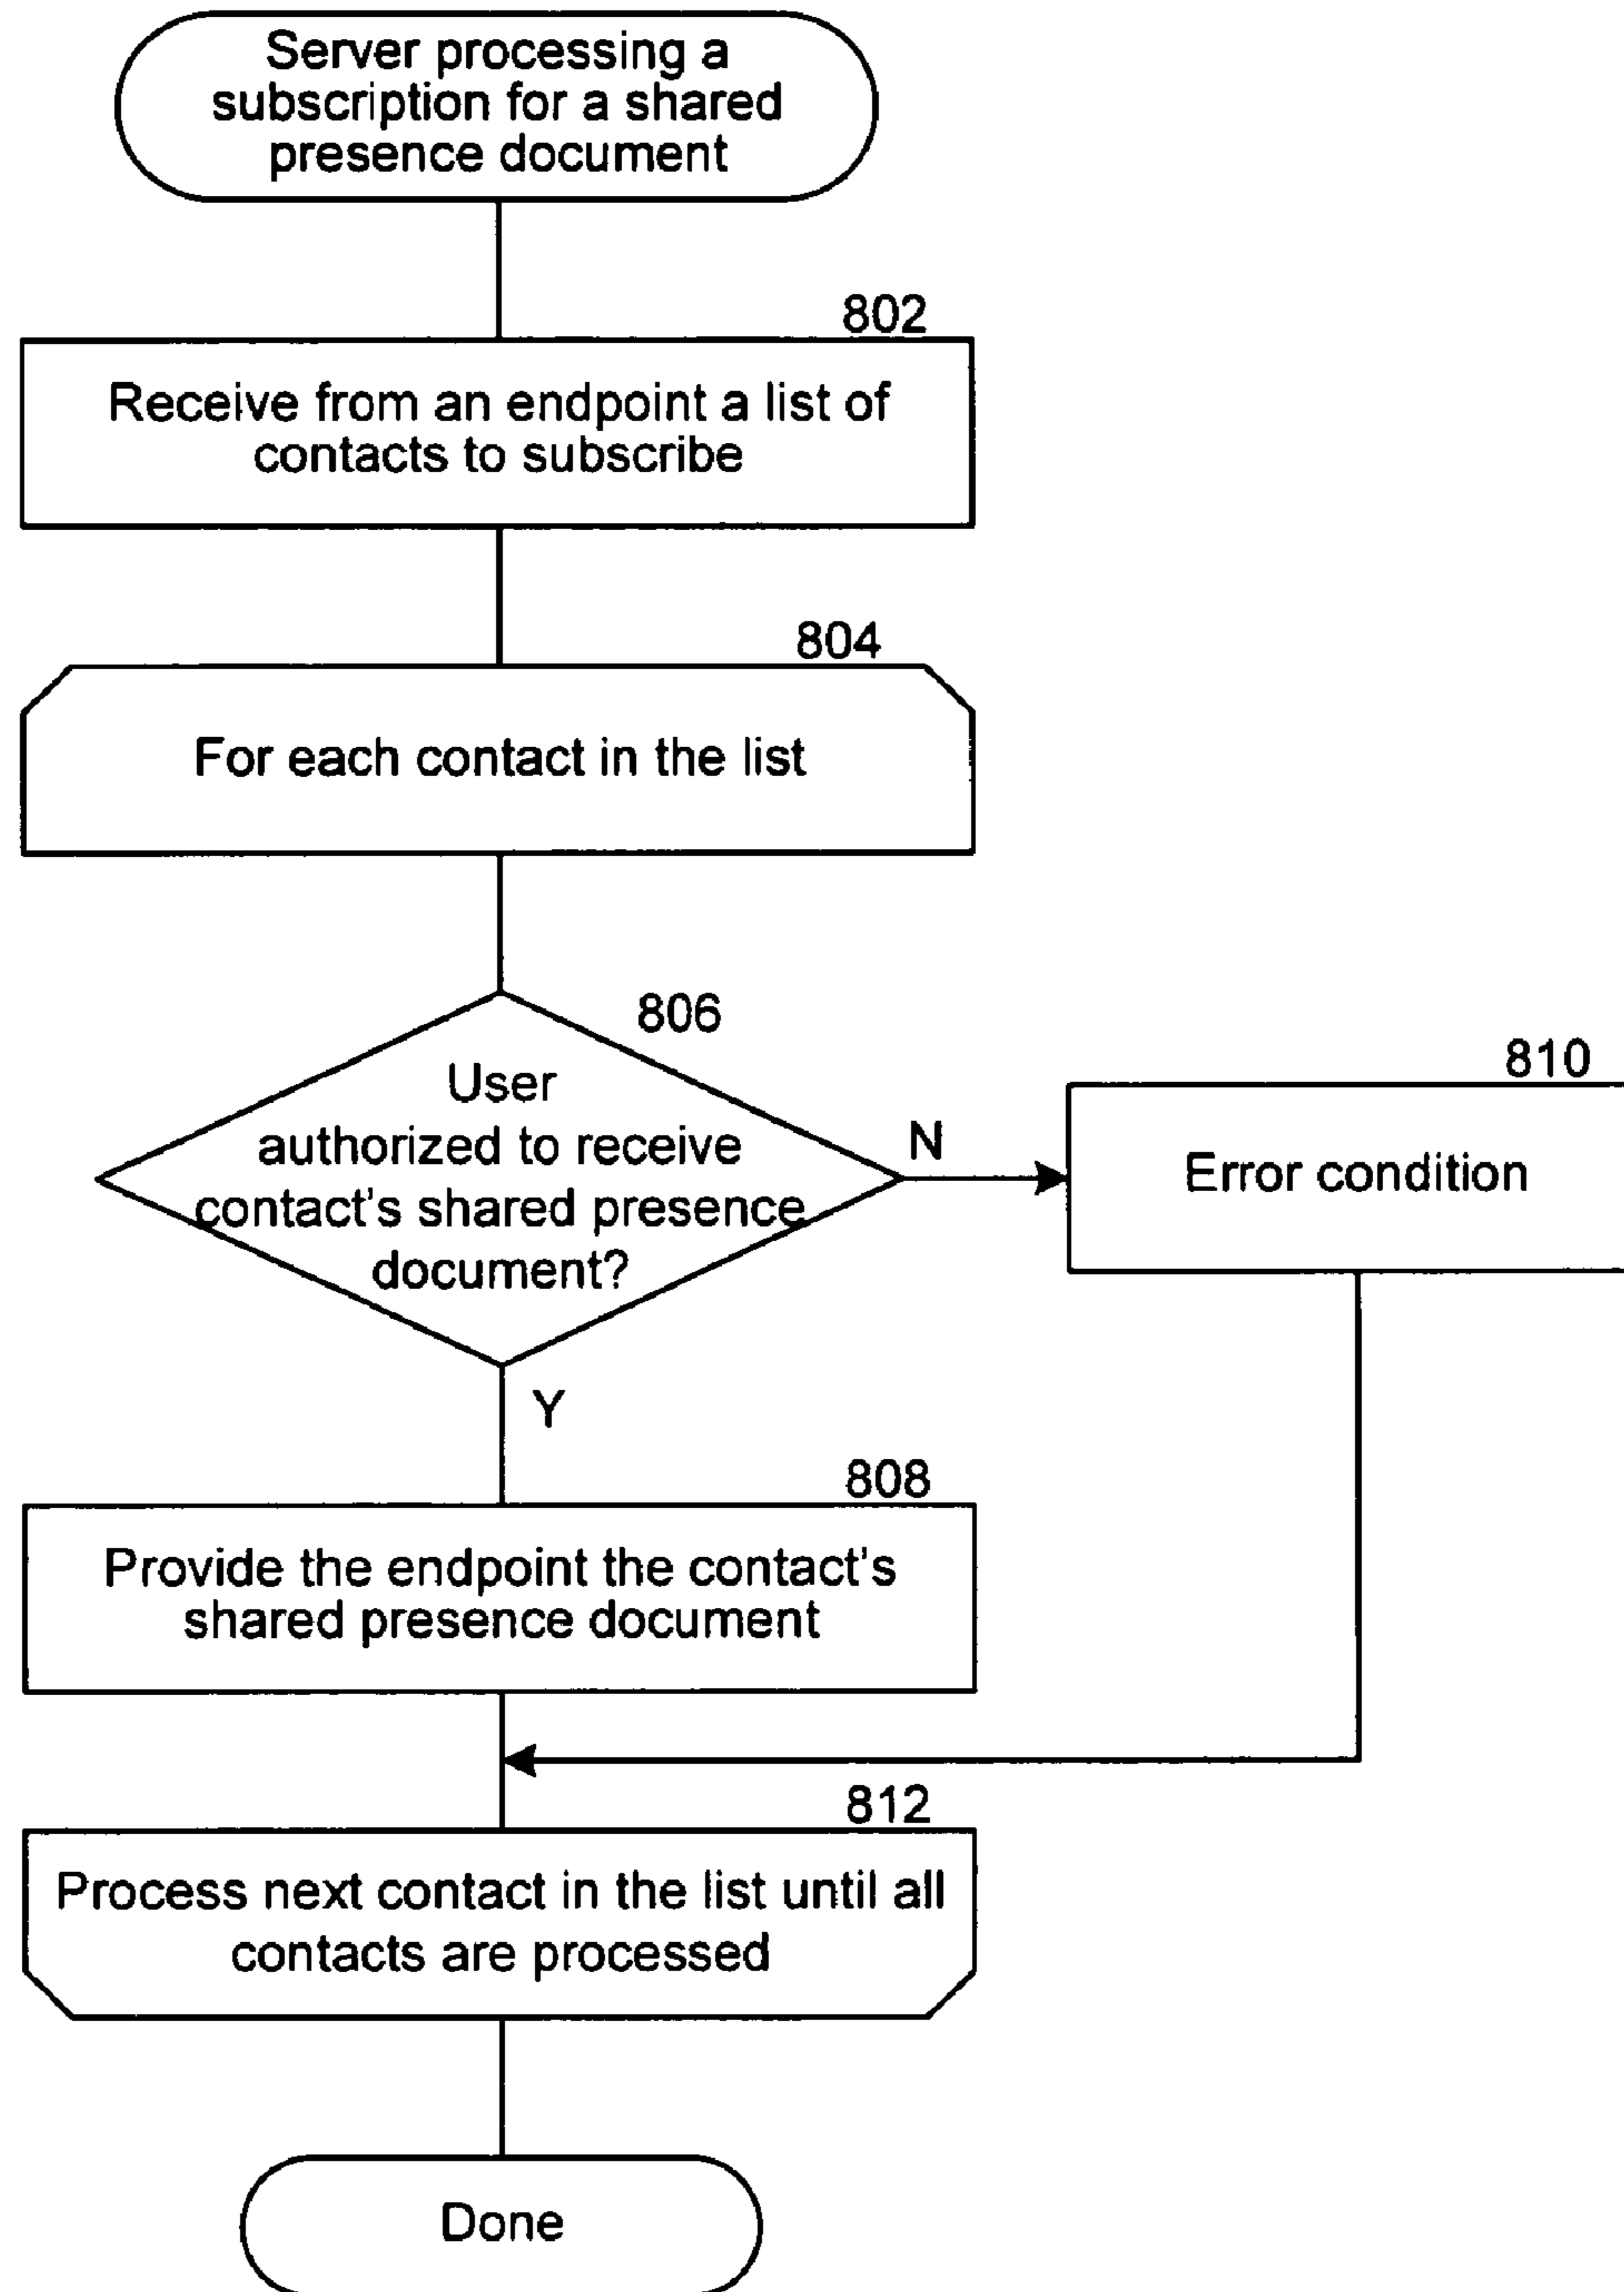 Server processing a
subscription for a shared
presence document
802
Receive from an endpoint a list of
contacts to subscribe
804
For each contact in the list
806
User
authorized to receive
contact's shared presence
document?
N
810
Error condition
Y
808
Provide the endpoint the contact's
shared presence document
812
Process next contact in the list until all
contacts are processed
Done